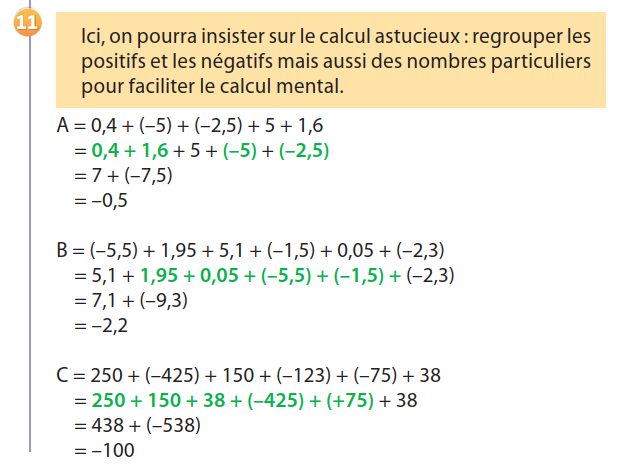 11
Ici, on pourra insister sur le calcul astucieux : regrouper les
positifs et les négatifs mais aussi des nombres particuliers
pour faciliter le calcul mental.
A = 0,4 + (–5) + (–2,5) + 5 + 1,6
= 0,4 + 1,6 + 5 + (–5) + (–2,5)
= 7 + (–7,5)
= –0,5
B = (–5,5) + 1,95 + 5,1 + (–1,5) + 0,05 + (–2,3)
= 5,1 + 1,95 + 0,05 + (–5,5) + (–1,5) + (–2,3)
= 7,1 + (–9,3)
= –2,2
C = 250 + (–425) + 150 + (–123) + (–75) + 38
= 250 + 150 + 38 + (–425) + (+75) + 38
= 438 + (–538)
= –100